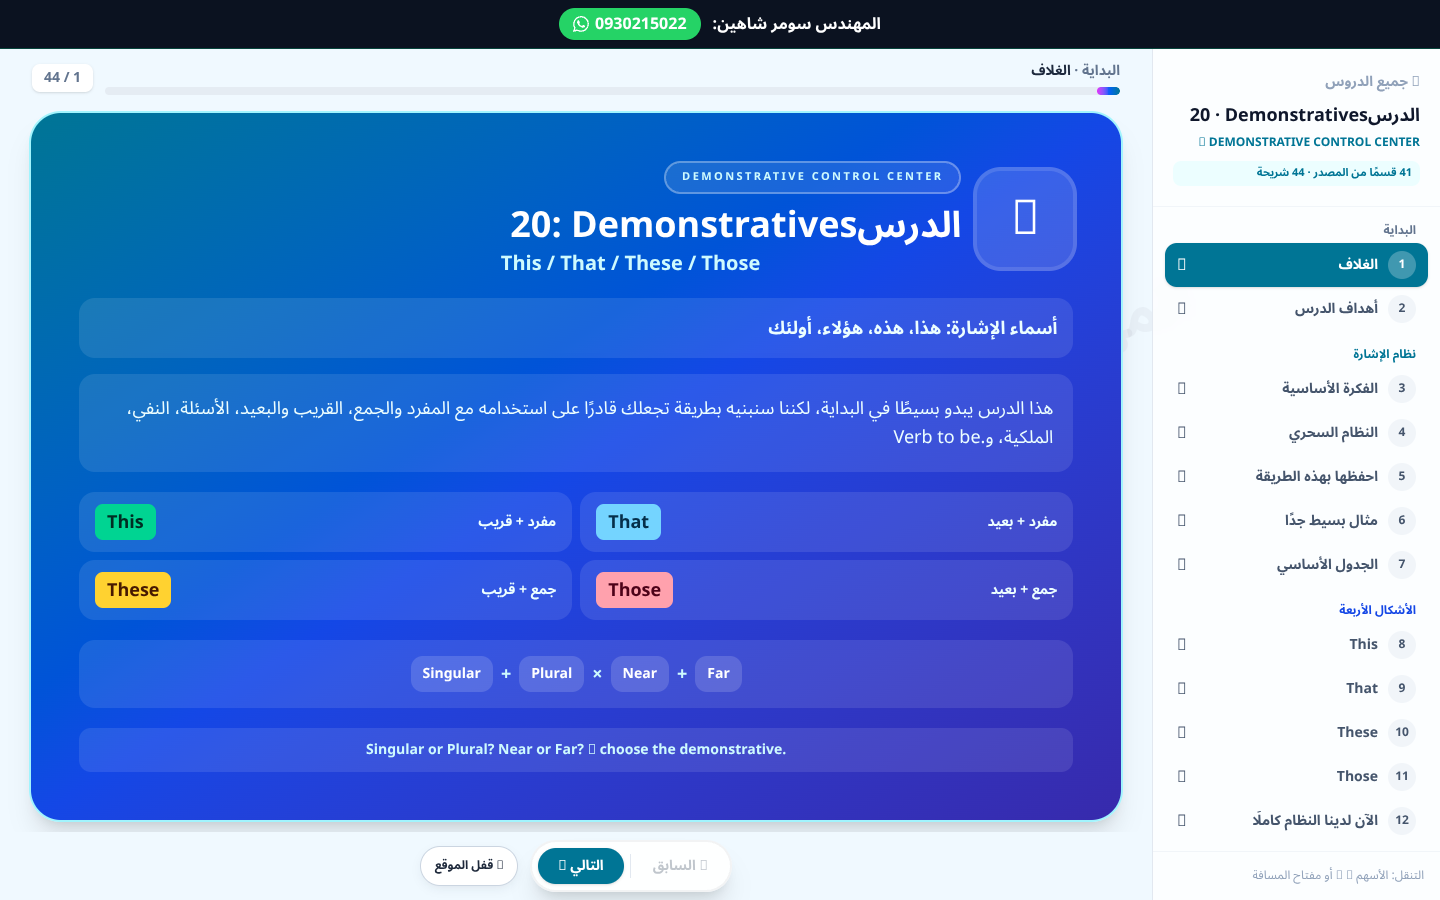 المهندس سومر شاهين: 0930215022
جميع الدروس
الدرس20 · Demonstratives
DEMONSTRATIVE CONTROL CENTER
41 قسمًا من المصدر · 44 شريحة
البداية
1 الغلاف
2 أهداف الدرس
نظام الإشارة
3 الفكرة الأساسية
4 النظام السحري
5 احفظها بهذه الطريقة
6 مثال بسيط جدًا
7 الجدول الأساسي
الأشكال الأربعة
8 This
9 That
10 These
11 Those
12 الآن لدينا النظام كاملًا
التنقل: الأسهم أو مفتاح المسافة
البداية · الغلاف
44 / 1
DEMONSTRATIVE CONTROL CENTER
الدرس20: Demonstratives
This / That / These / Those
أسماء الإشارة: هذا، هذه، هؤلاء، أولئك
هذا الدرس يبدو بسيطًا في البداية، لكننا سنبنيه بطريقة تجعلك قادرًا على استخدامه مع المفرد والجمع، القريب والبعيد، الأسئلة، النفي،
الملكية، و.Verb to be
مفرد + بعيد That
مفرد + قريب This
جمع + بعيد Those
جمع + قريب These
Singular + Plural × Near + Far
Singular or Plural? Near or Far? choose the demonstrative.
السابق
التالي
قفل الموقع